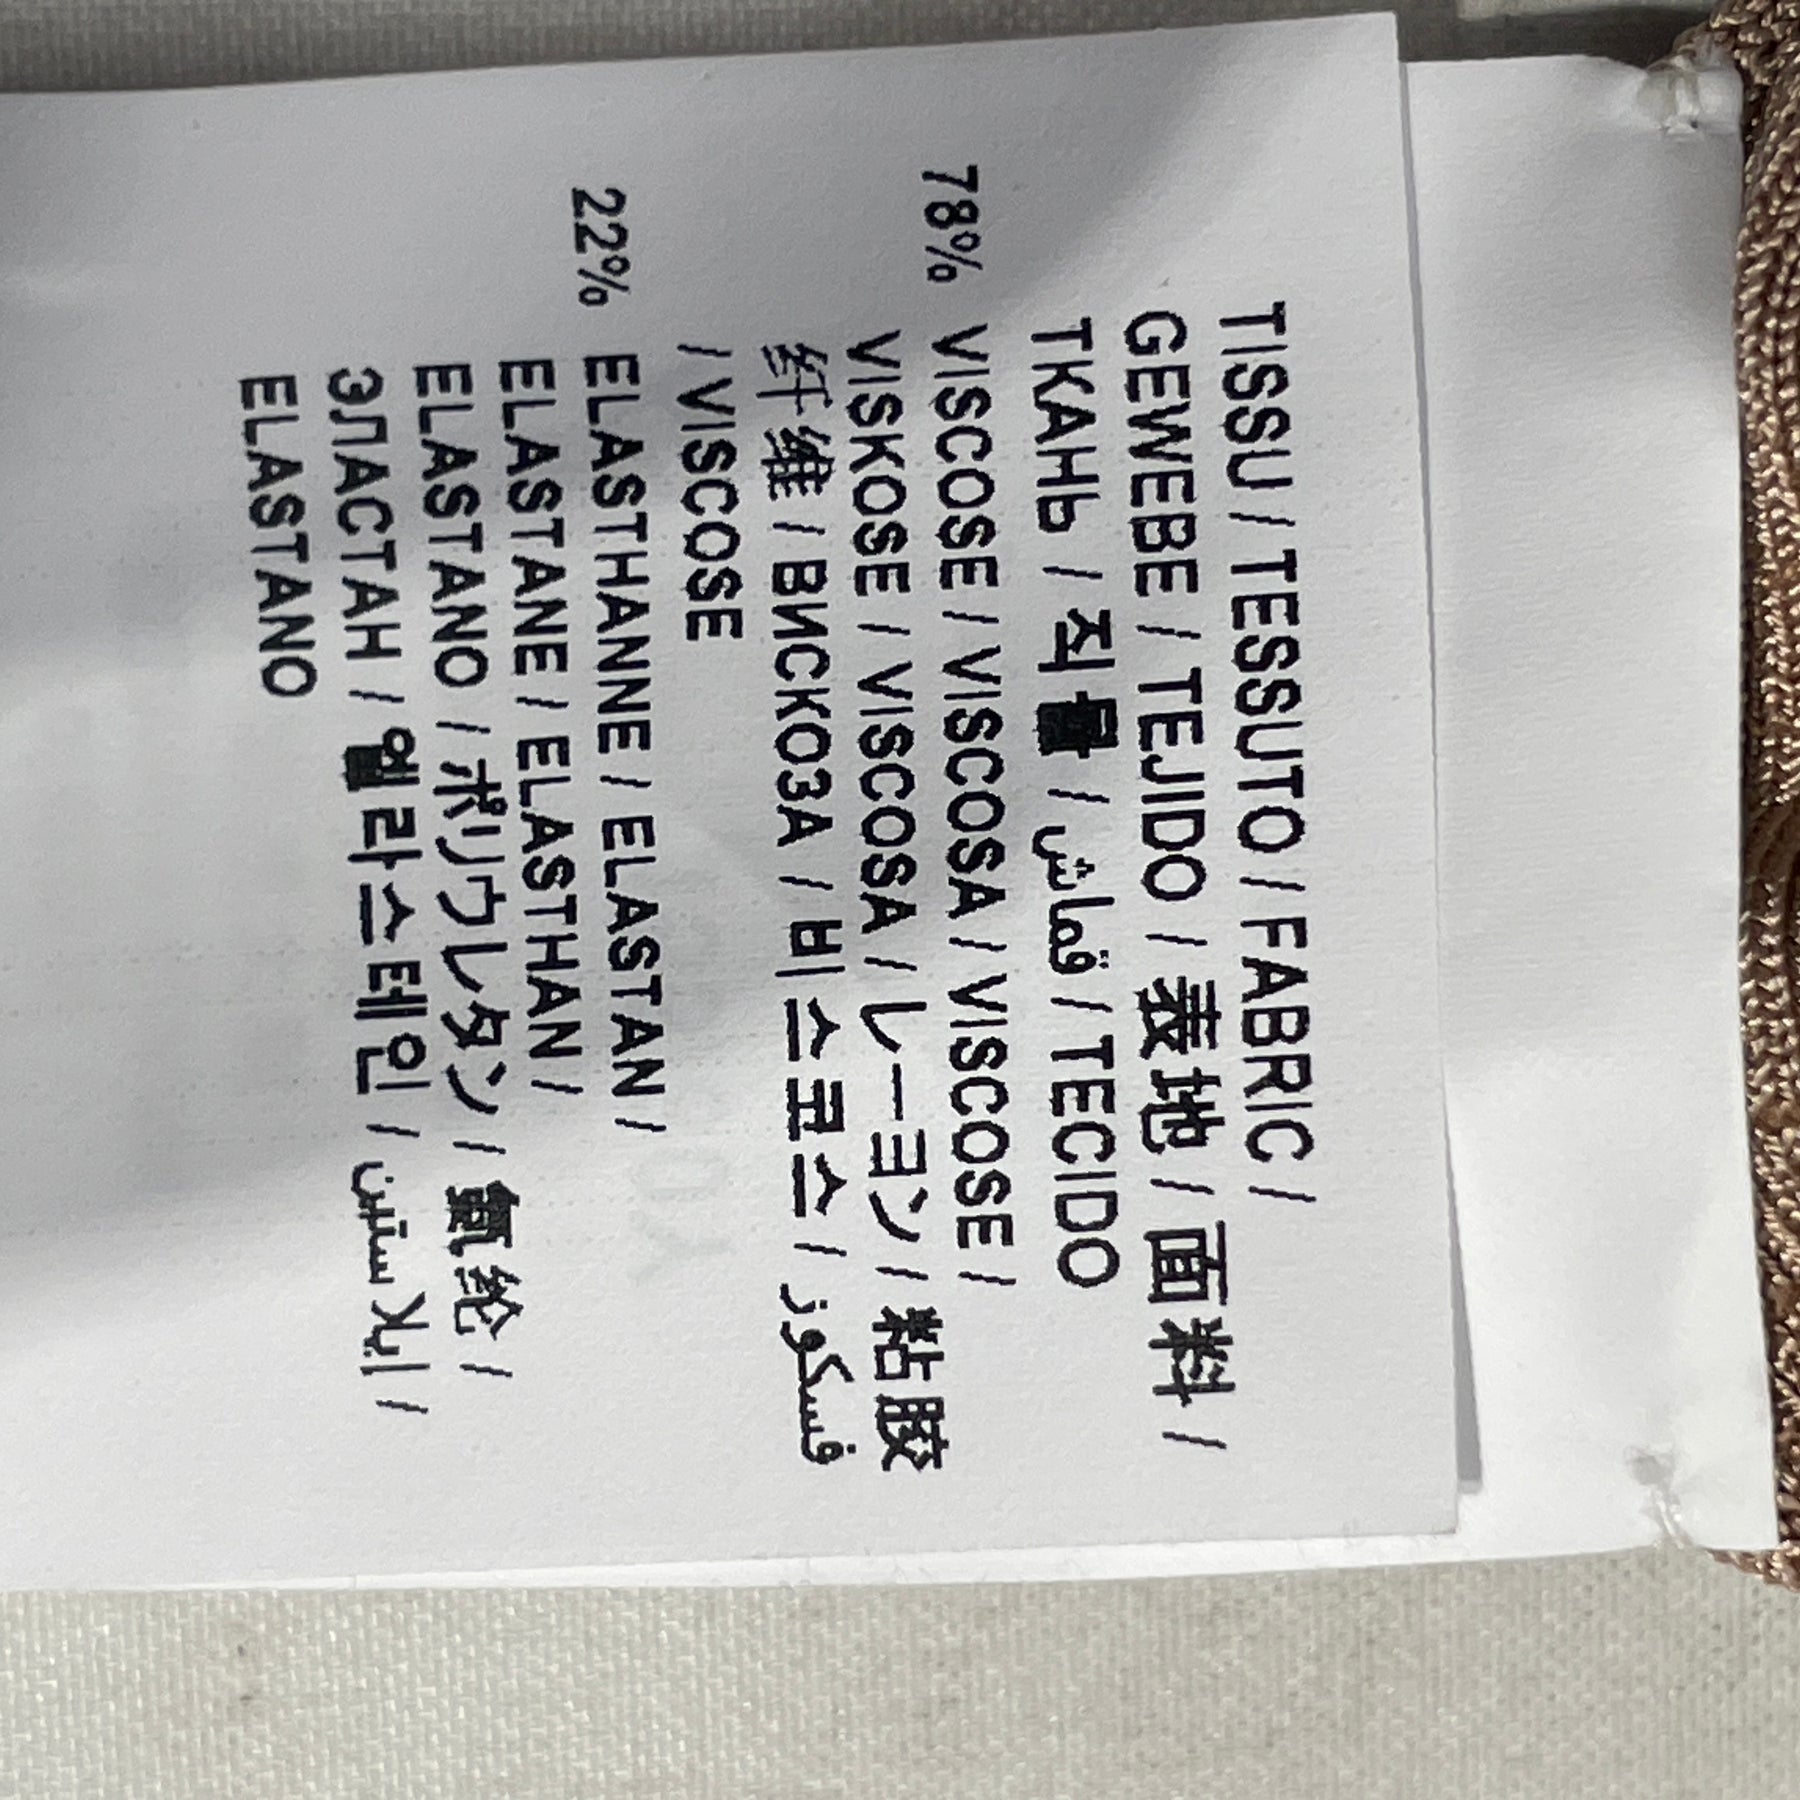 TISSU / TESSUTO / FABRIC /
GEWEBE / TEJIDO / 表地 / 面料 /
ТКАНЬ / 직물 / قماش / TECIDO
78% VISCOSE / VISCOSA / VISCOSE /
VISKOSE / VISCOSA / レーヨン / 粘胶
纤维 / ВИСКОЗА / 비스코스 / فسكوز
/ VISCOSE
22% ELASTHANNE / ELASTAN /
ELASTANE / ELASTHAN /
ELASTANO / ポリウレタン / 氨纶 /
ЭЛАСТАН / 엘라스테인 / ايلاستين /
ELASTANO